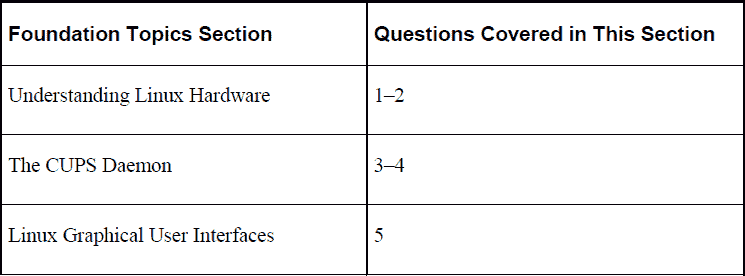 Foundation Topics Section Questions Covered in This Section
Understanding Linux Hardware 1–2
The CUPS Daemon 3–4
Linux Graphical User Interfaces 5